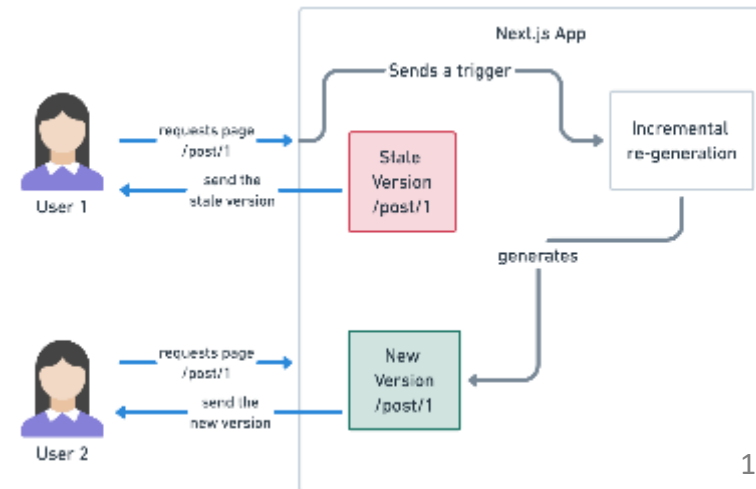 Next.js App
Sends a trigger
requests page
/post/1
Incremental
re-generation
Stale
Version
/post/1
send the
stale version
User 1
generates
requests page
/post/1
New
Version
/post/1
send the
new version
User 2
1